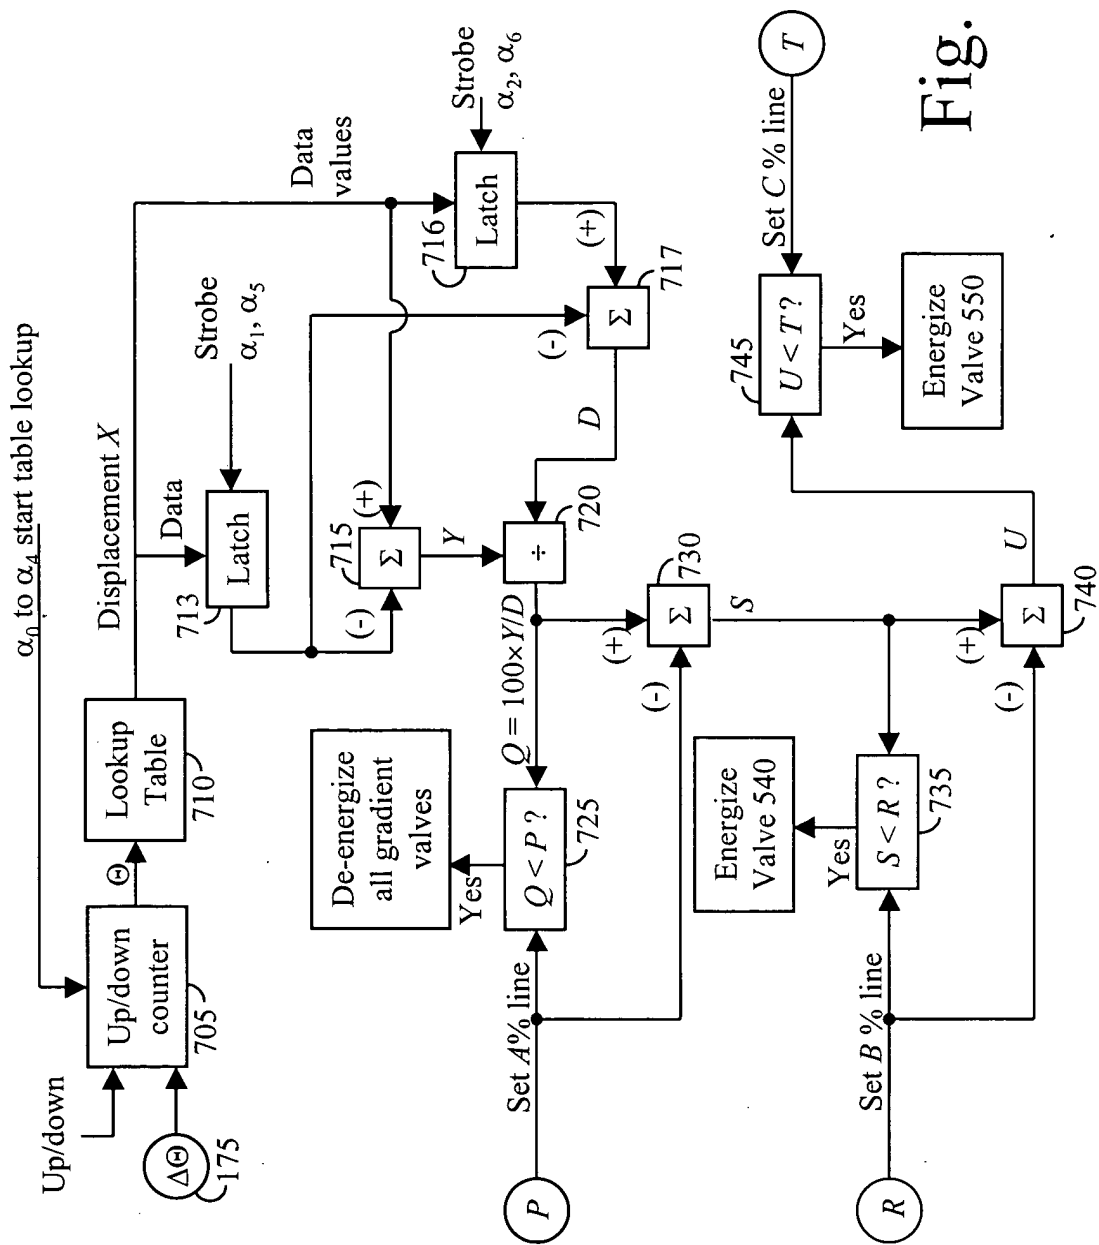 α₀ to α₄ start table lookup
Up/down
ΔΘ
175
Up/down
counter
705
Θ
Lookup
Table
710
Displacement X
Data
Latch
713
Strobe
α₁, α₅
Data
values
Latch
716
Strobe
α₂, α₆
(-)
(+)
Σ
715
Y
(-)
(+)
Σ
717
D
÷
720
Q = 100×Y/D
De-energize
all gradient
valves
Yes
Q < P ?
725
P
Set A% line
(+)
(-)
Σ
730
S
Energize
Valve 540
Yes
S < R ?
735
R
Set B % line
(+)
(-)
Σ
740
U
745
U < T ?
Yes
Energize
Valve 550
Set C % line
T
Fig.